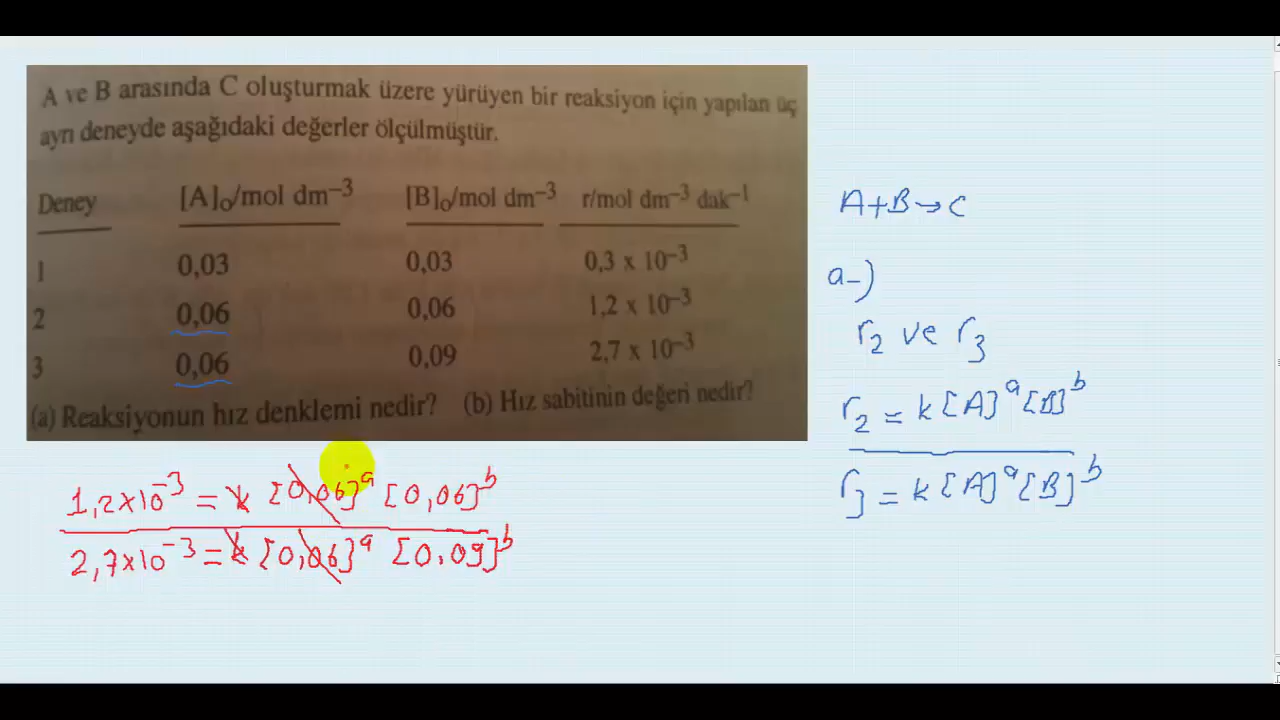 A ve B arasında C oluşturmak üzere yürüyen bir reaksiyon için yapılan üç
ayrı deneyde aşağıdaki değerler ölçülmüştür.
Deney [A]₀/mol dm⁻³ [B]₀/mol dm⁻³ r/mol dm⁻³ dak⁻¹
1 0,03 0,03 0,3 x 10⁻³
2 0,06 0,06 1,2 x 10⁻³
3 0,06 0,09 2,7 x 10⁻³
(a) Reaksiyonun hız denklemi nedir? (b) Hız sabitinin değeri nedir?
1,2x10⁻³ = k [0,06]ᵃ [0,06]ᵇ
2,7x10⁻³ = k [0,06]ᵃ [0,09]ᵇ
A+B→C
a-)
r₂ ve r₃
r₂ = k[A]ᵃ[B]ᵇ
r₃ = k[A]ᵃ[B]ᵇ